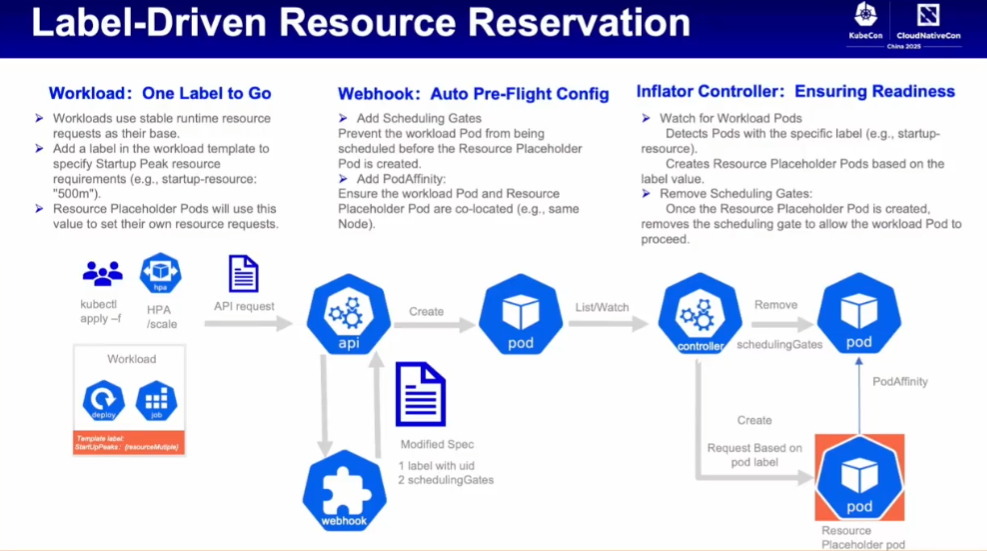 Label-Driven Resource Reservation
KubeCon
CloudNativeCon
China 2025
Workload: One Label to Go
➢ Workloads use stable runtime resource
requests as their base.
➢ Add a label in the workload template to
specify Startup Peak resource
requirements (e.g., startup-resource:
"500m").
➢ Resource Placeholder Pods will use this
value to set their own resource requests.
Webhook: Auto Pre-Flight Config
➢ Add Scheduling Gates
Prevent the workload Pod from being
scheduled before the Resource Placeholder
Pod is created.
➢ Add PodAffinity:
Ensure the workload Pod and Resource
Placeholder Pod are co-located (e.g., same
Node).
Inflator Controller: Ensuring Readiness
➢ Watch for Workload Pods
Detects Pods with the specific label (e.g., startup-
resource).
Creates Resource Placeholder Pods based on the
label value.
➢ Remove Scheduling Gates:
Once the Resource Placeholder Pod is created,
removes the scheduling gate to allow the workload Pod to
proceed.
kubectl
apply –f
hpa
HPA
/scale
API request
api
Create
pod
List/Watch
controller
Remove
schedulingGates
pod
Workload
deploy
job
Template label:
StartUpPeaks: {resourceMutiple}
Modified Spec
1 label with uid
2 schedulingGates
webhook
PodAffinity
Create
Request Based on
pod label
pod
Resource
Placeholder pod